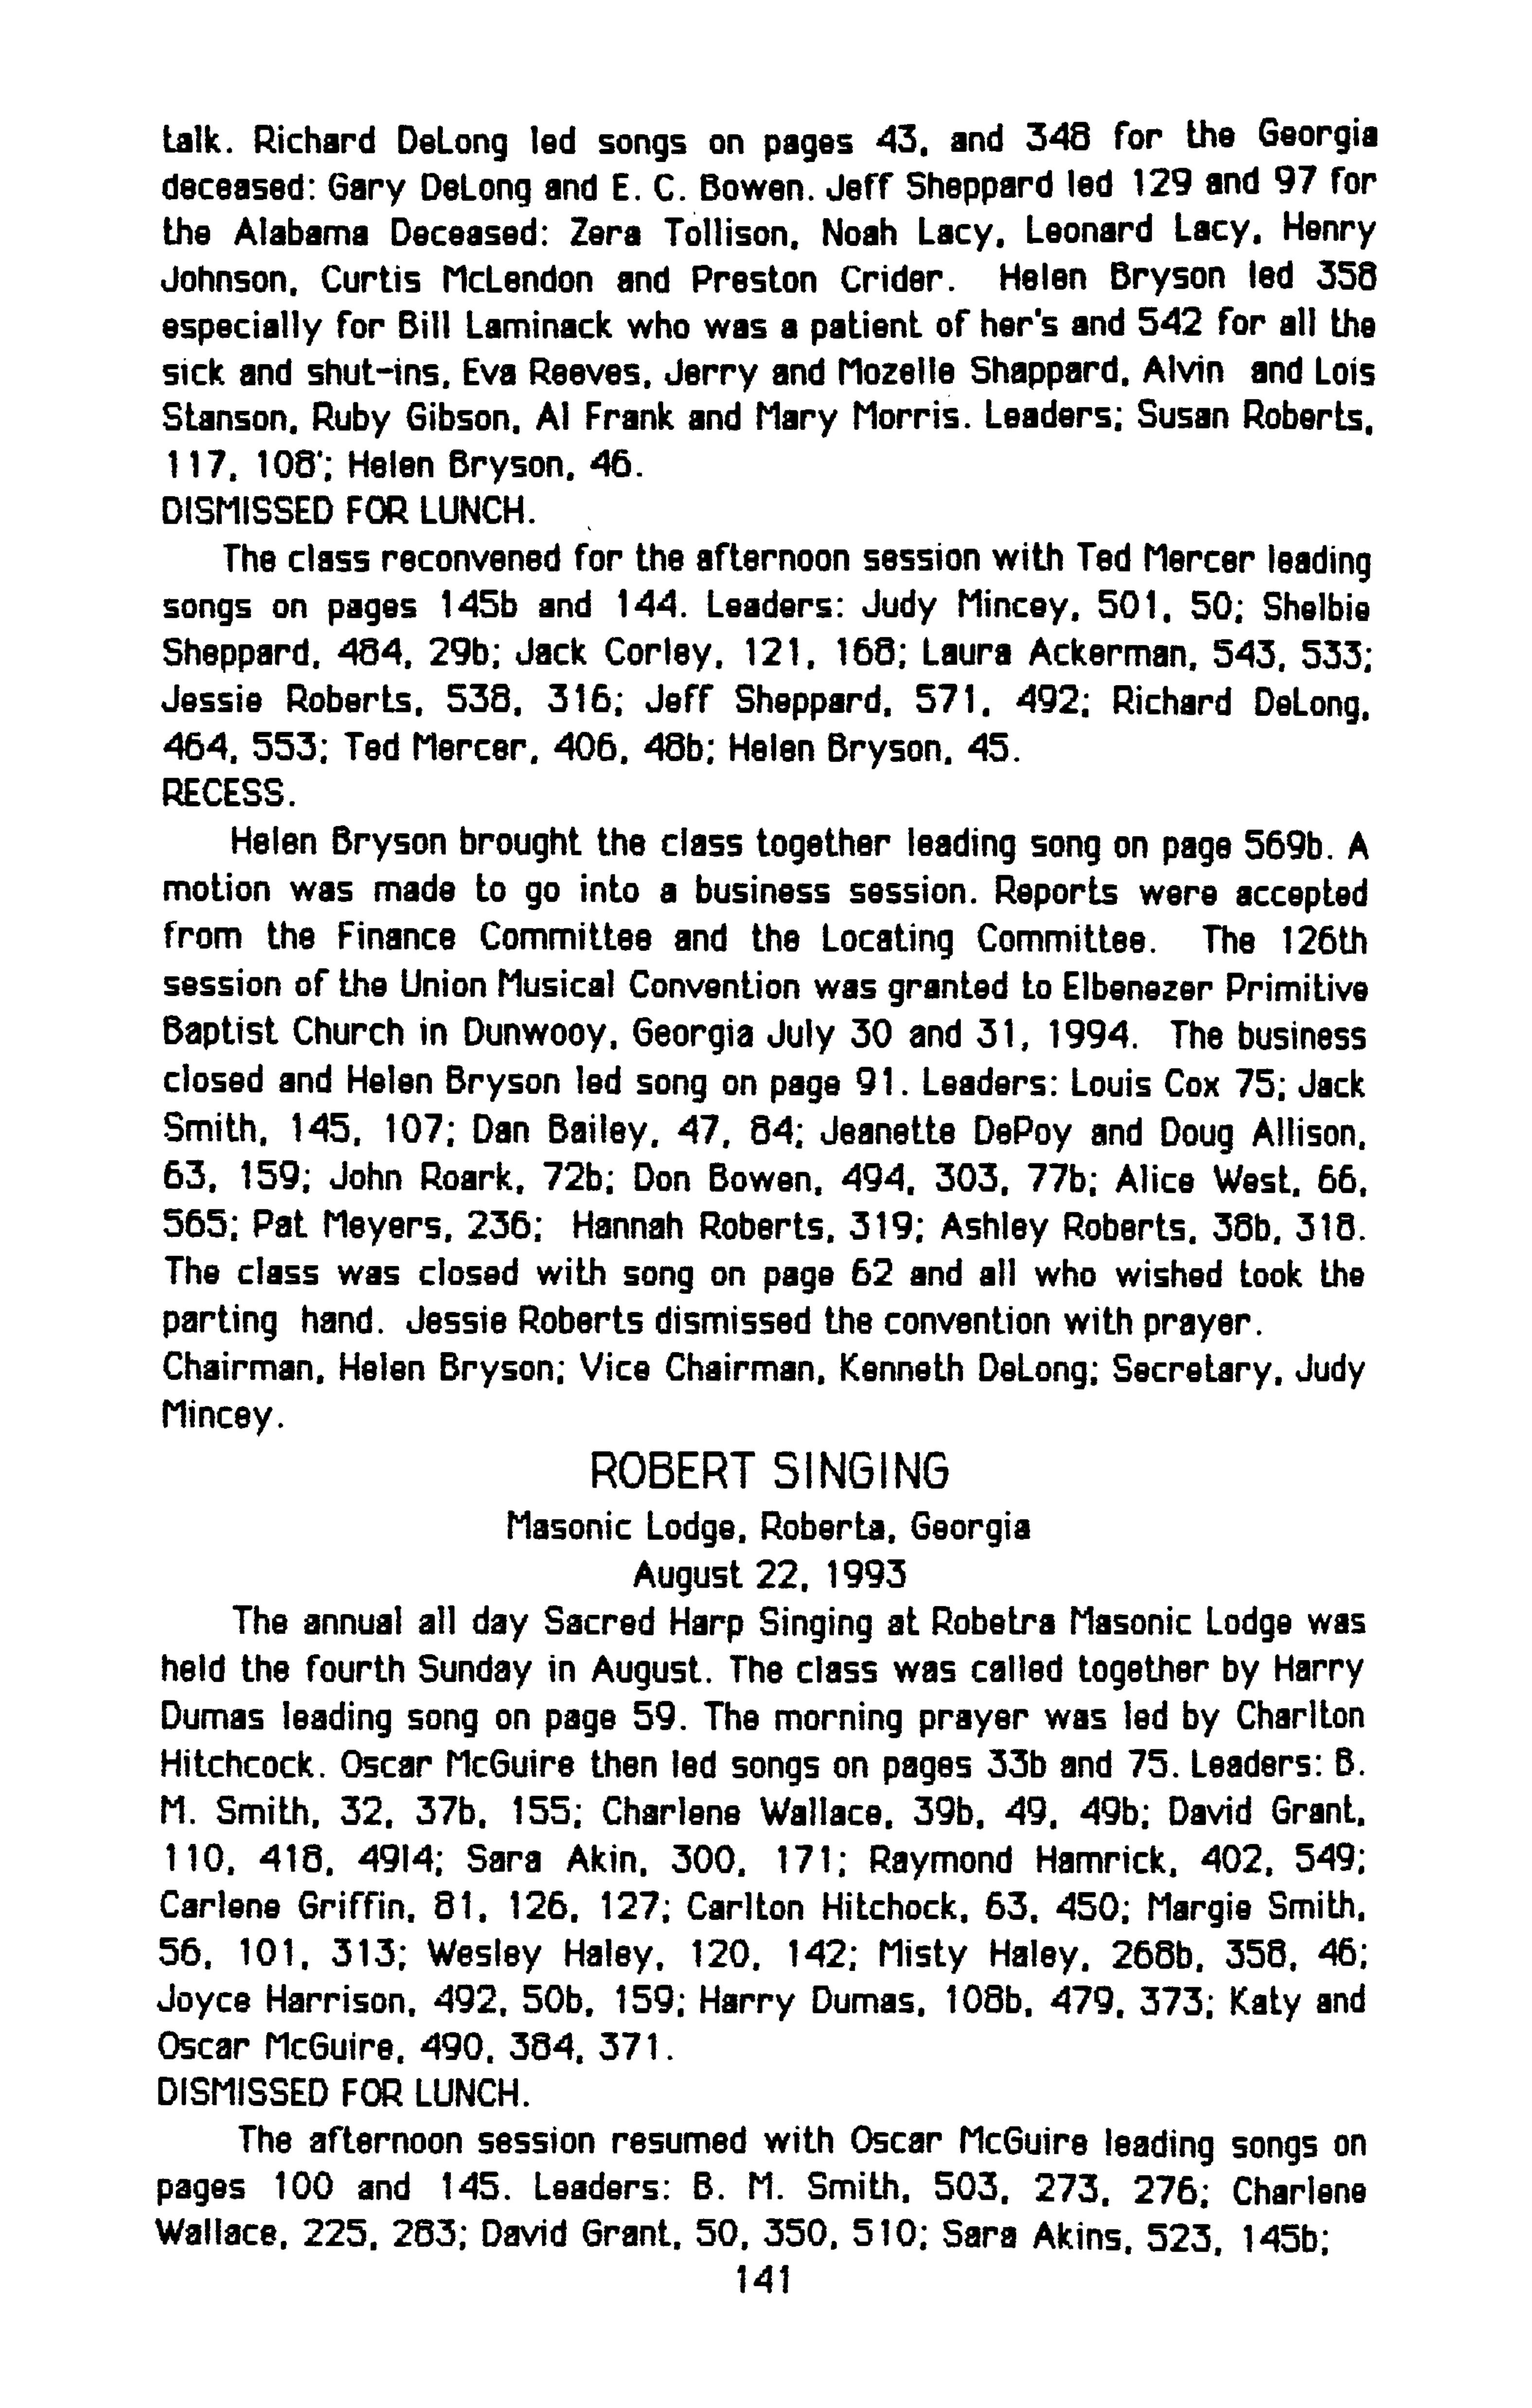 talk. Richard DeLong led songs on pages 43, and 348 for the Georgia
deceased: Gary DeLong and E. C. Bowen. Jeff Sheppard led 129 and 97 for
the Alabama Deceased: Zera Tollison, Noah Lacy, Leonard Lacy, Henry
Johnson, Curtis McLendon and Preston Crider. Helen Bryson led 358
especially for Bill Laminack who was a patient of her's and 542 for all the
sick and shut-ins, Eva Reeves, Jerry and Mozelle Shappard, Alvin and Lois
Stanson, Ruby Gibson, Al Frank and Mary Morris. Leaders; Susan Roberts,
117, 108'; Helen Bryson, 46.
DISMISSED FOR LUNCH.
The class reconvened for the afternoon session with Ted Mercer leading
songs on pages 145b and 144. Leaders: Judy Mincey, 501, 50; Shelbie
Sheppard, 484, 29b; Jack Corley, 121, 168; Laura Ackerman, 543, 533;
Jessie Roberts, 538, 316; Jeff Sheppard, 571, 492; Richard DeLong,
464, 553; Ted Mercer, 406, 48b; Helen Bryson, 45.
RECESS.
Helen Bryson brought the class together leading song on page 569b. A
motion was made to go into a business session. Reports were accepted
from the Finance Committee and the Locating Committee. The 126th
session of the Union Musical Convention was granted to Elbenezer Primitive
Baptist Church in Dunwooy, Georgia July 30 and 31, 1994. The business
closed and Helen Bryson led song on page 91. Leaders: Louis Cox 75; Jack
Smith, 145, 107; Dan Bailey, 47, 84; Jeanette DePoy and Doug Allison,
63, 159; John Roark, 72b; Don Bowen, 494, 303, 77b; Alice West, 66,
565; Pat Meyers, 236; Hannah Roberts, 319; Ashley Roberts, 38b, 318.
The class was closed with song on page 62 and all who wished took the
parting hand. Jessie Roberts dismissed the convention with prayer.
Chairman, Helen Bryson; Vice Chairman, Kenneth DeLong; Secretary, Judy
Mincey.
ROBERT SINGING
Masonic Lodge, Roberta, Georgia
August 22, 1993
The annual all day Sacred Harp Singing at Robetra Masonic Lodge was
held the fourth Sunday in August. The class was called together by Harry
Dumas leading song on page 59. The morning prayer was led by Charlton
Hitchcock. Oscar McGuire then led songs on pages 33b and 75. Leaders: B.
M. Smith, 32, 37b, 155; Charlene Wallace, 39b, 49, 49b; David Grant,
110, 418, 49l4; Sara Akin, 300, 171; Raymond Hamrick, 402, 549;
Carlene Griffin, 81, 126, 127; Carlton Hitchock, 63, 450; Margie Smith,
56, 101, 313; Wesley Haley, 120, 142; Misty Haley, 268b, 358, 46;
Joyce Harrison, 492, 50b, 159; Harry Dumas, 108b, 479, 373; Katy and
Oscar McGuire, 490, 384, 371.
DISMISSED FOR LUNCH.
The afternoon session resumed with Oscar McGuire leading songs on
pages 100 and 145. Leaders: B. M. Smith, 503, 273, 276; Charlene
Wallace, 225, 283; David Grant, 50, 350, 510; Sara Akins, 523, 145b;
141